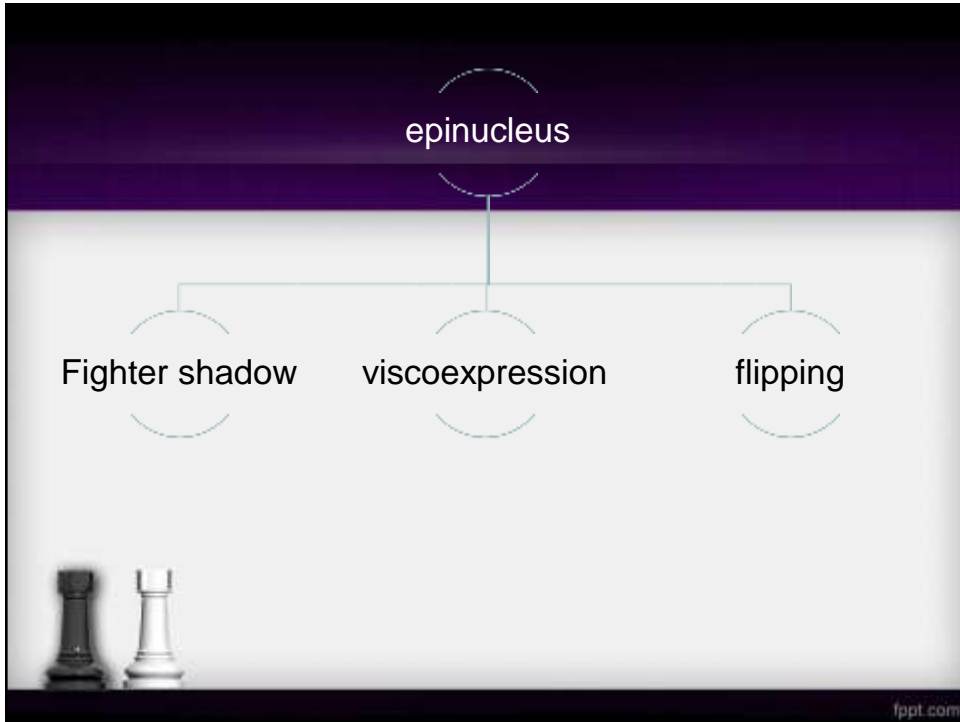 epinucleus
Fighter shadow
viscoexpression
flipping
fppt.com